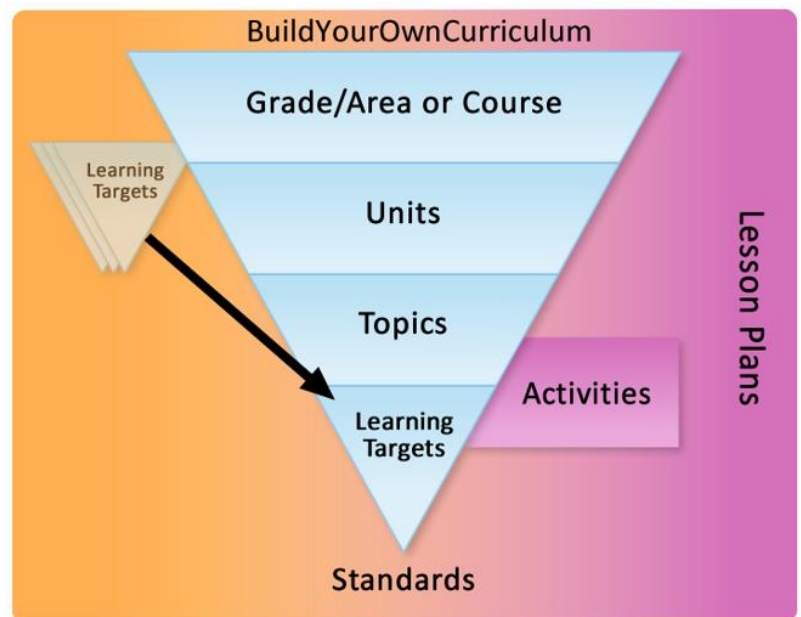 BuildYourOwnCurriculum
Grade/Area or Course
Learning
Targets
Units
Topics
Learning
Targets
Activities
Lesson Plans
Standards